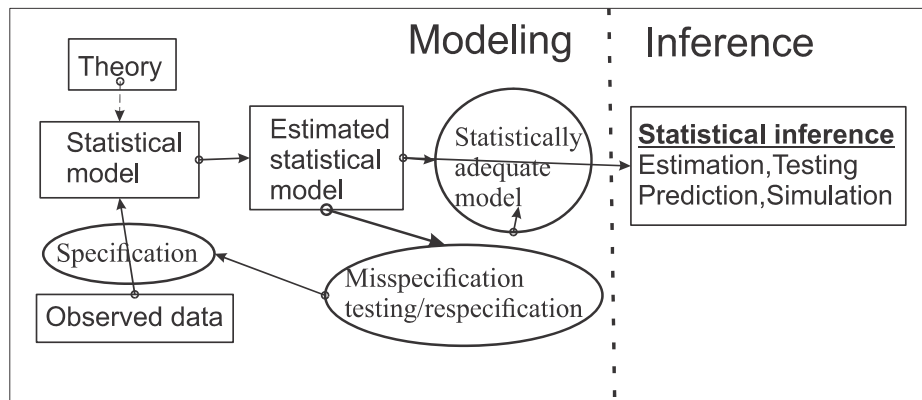 Modeling
Inference
Theory
Statistical
model
Estimated
statistical
model
Statistically
adequate
model
Statistical inference
Estimation,Testing
Prediction,Simulation
Specification
Misspecification
testing/respecification
Observed data